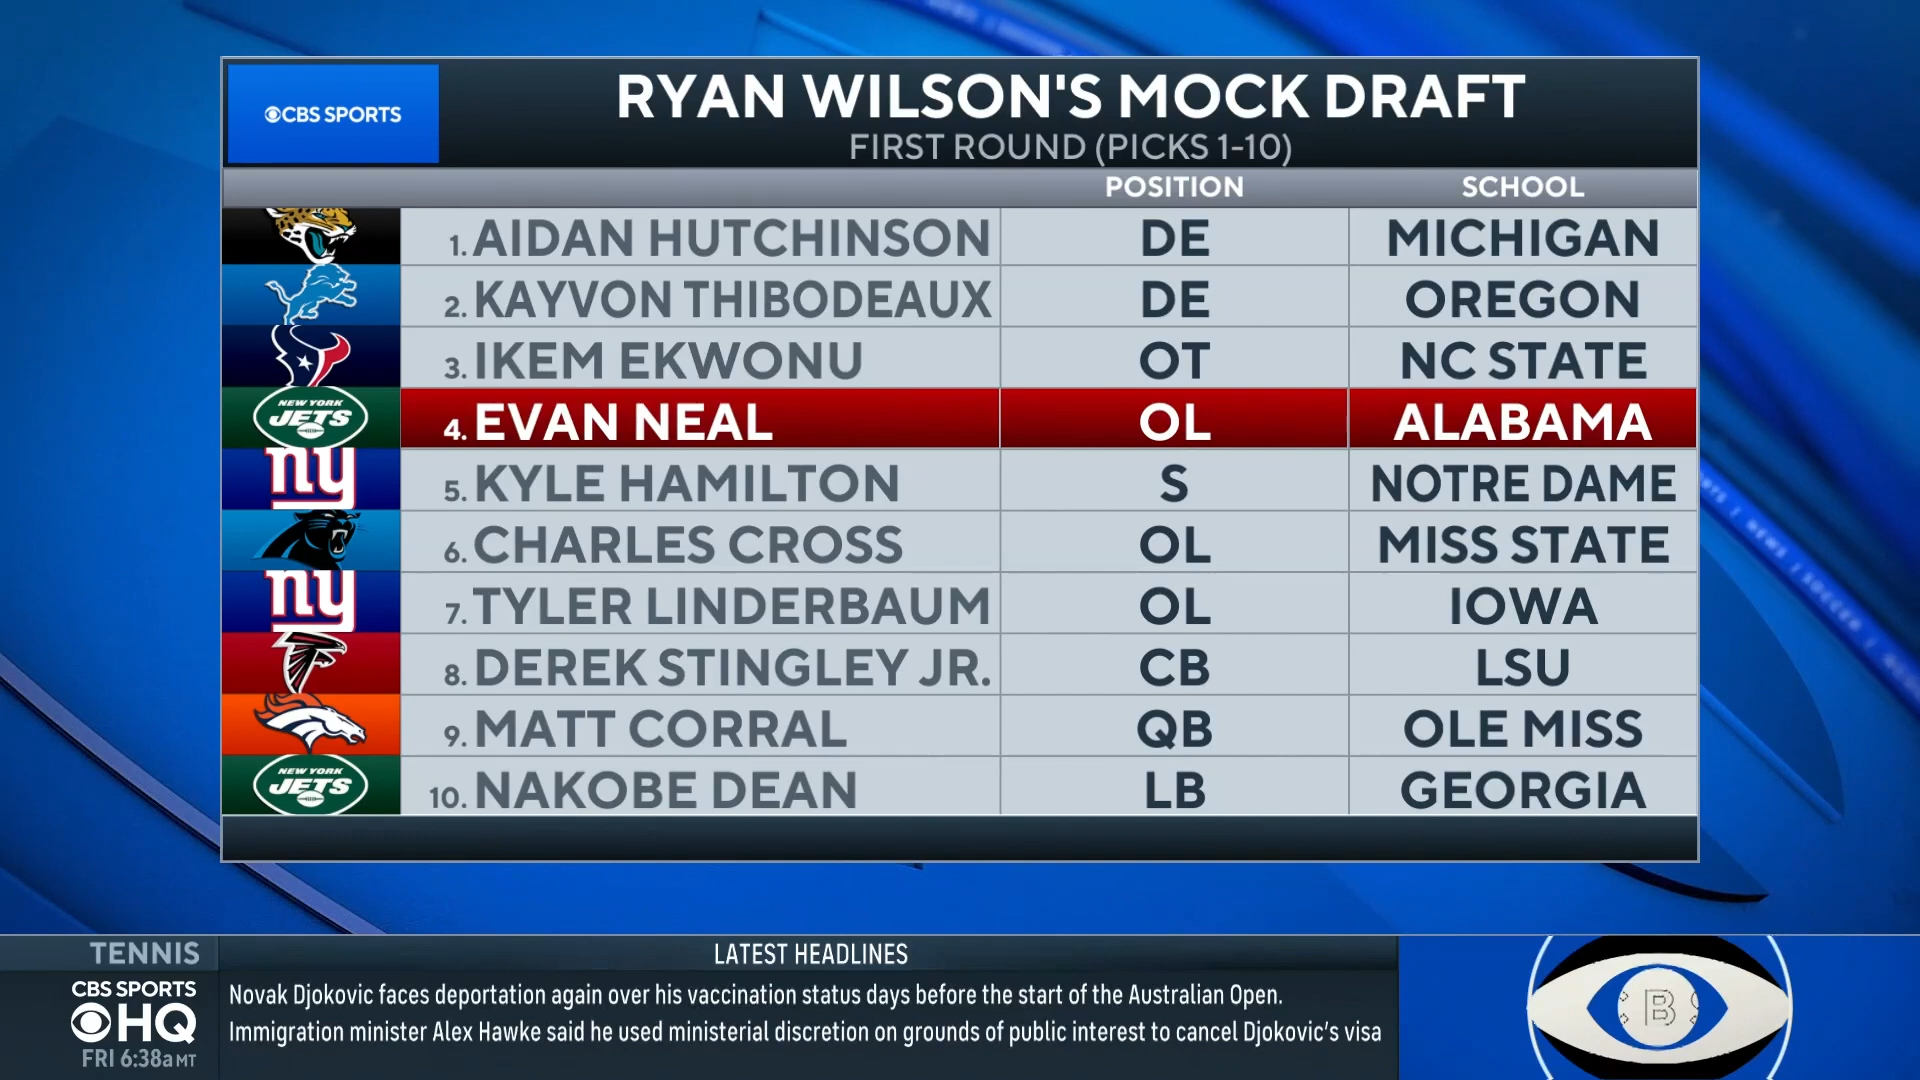 CBS SPORTS
RYAN WILSON'S MOCK DRAFT
FIRST ROUND (PICKS 1-10)
POSITION SCHOOL
1. AIDAN HUTCHINSON DE MICHIGAN
2. KAYVON THIBODEAUX DE OREGON
3. IKEM EKWONU OT NC STATE
NEW YORK JETS 4. EVAN NEAL OL ALABAMA
ny 5. KYLE HAMILTON S NOTRE DAME
6. CHARLES CROSS OL MISS STATE
ny 7. TYLER LINDERBAUM OL IOWA
8. DEREK STINGLEY JR. CB LSU
9. MATT CORRAL QB OLE MISS
NEW YORK JETS 10. NAKOBE DEAN LB GEORGIA
TENNIS
LATEST HEADLINES
CBS SPORTS
HQ
FRI 6:38a MT
Novak Djokovic faces deportation again over his vaccination status days before the start of the Australian Open.
Immigration minister Alex Hawke said he used ministerial discretion on grounds of public interest to cancel Djokovic's visa
B